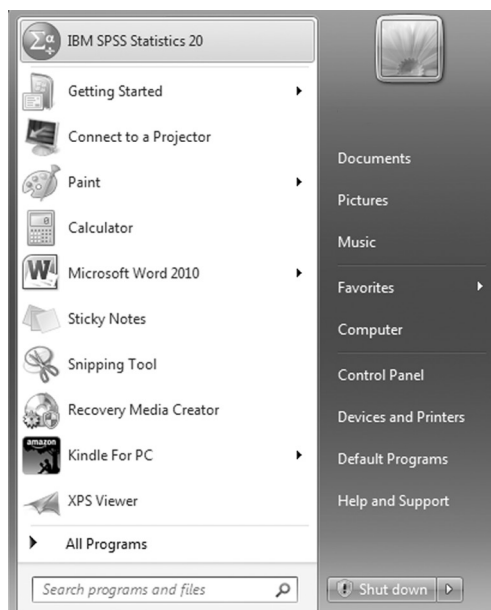 IBM SPSS Statistics 20
Getting Started
Connect to a Projector
Paint
Calculator
Microsoft Word 2010
Sticky Notes
Snipping Tool
Recovery Media Creator
amazon
Kindle For PC
XPS Viewer
All Programs
Search programs and files
Documents
Pictures
Music
Favorites
Computer
Control Panel
Devices and Printers
Default Programs
Help and Support
Shut down